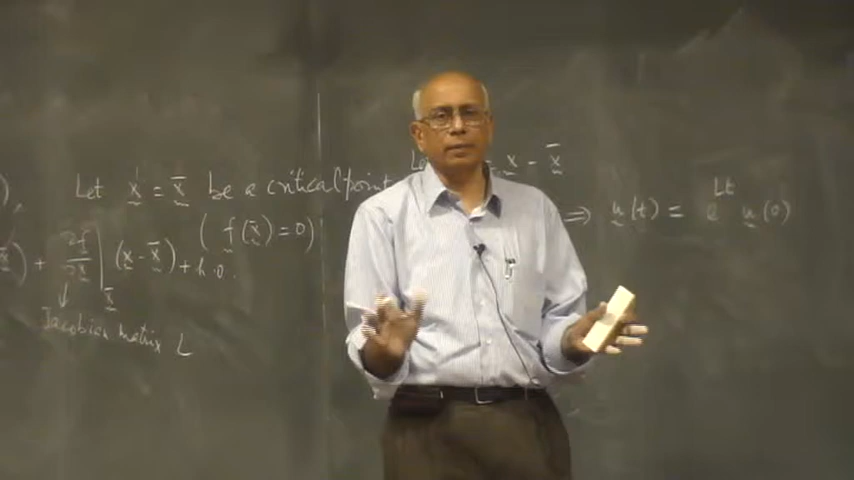 Let x = x̄ be a critical point
x - x̄
⇒ u(t) = e^{Lt} u(0)
(f(x̄) = 0)
+ ∂f/∂x |_{x̄} (x - x̄) + h.o.
↓
Jacobian matrix L